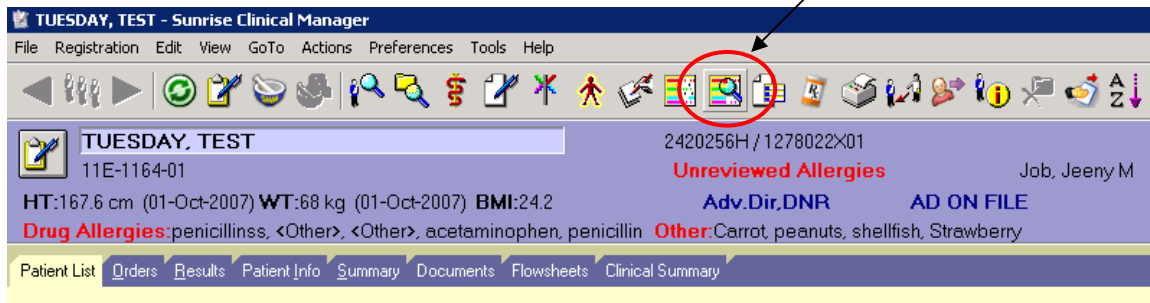 TUESDAY, TEST - Sunrise Clinical Manager
File Registration Edit View GoTo Actions Preferences Tools Help
TUESDAY, TEST 2420256H / 1278022X01
11E-1164-01 Unreviewed Allergies Job, Jeeny M
HT:167.6 cm (01-Oct-2007) WT:68 kg (01-Oct-2007) BMI:24.2 Adv.Dir,DNR AD ON FILE
Drug Allergies:penicillinss, <Other>, <Other>, acetaminophen, penicillin Other:Carrot, peanuts, shellfish, Strawberry
Patient List Orders Results Patient Info Summary Documents Flowsheets Clinical Summary